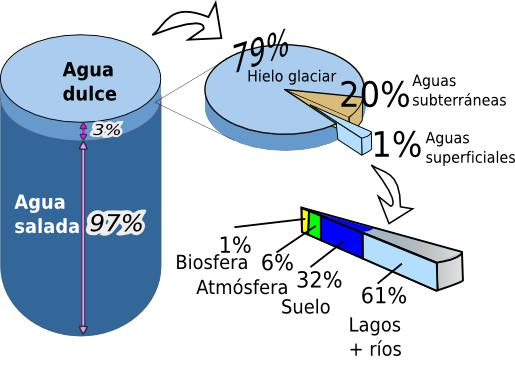 Agua
dulce
3%
Agua
salada
97%
79%
Hielo glaciar
20%
Aguas
subterráneas
1%
Aguas
superficiales
1%
Biosfera
6%
Atmósfera
32%
Suelo
61%
Lagos
+ ríos